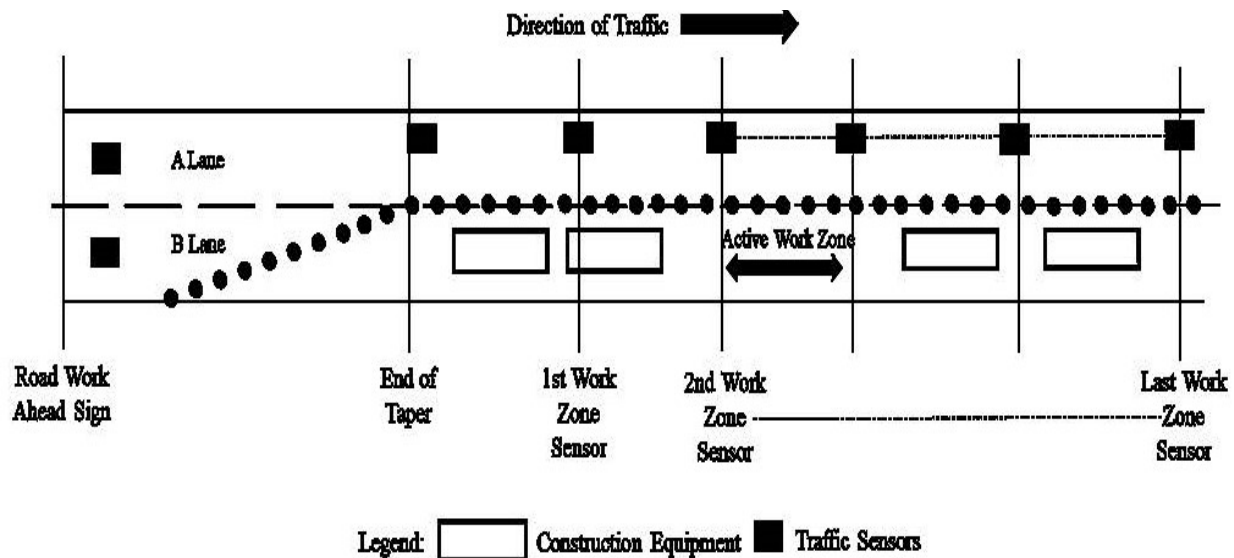 Direction of Traffic
A Lane
B Lane
Active Work Zone
Road Work
Ahead Sign
End of
Taper
1st Work
Zone
Sensor
2nd Work
Zone
Sensor
Last Work
Zone
Sensor
Legend: Construction Equipment Traffic Sensors